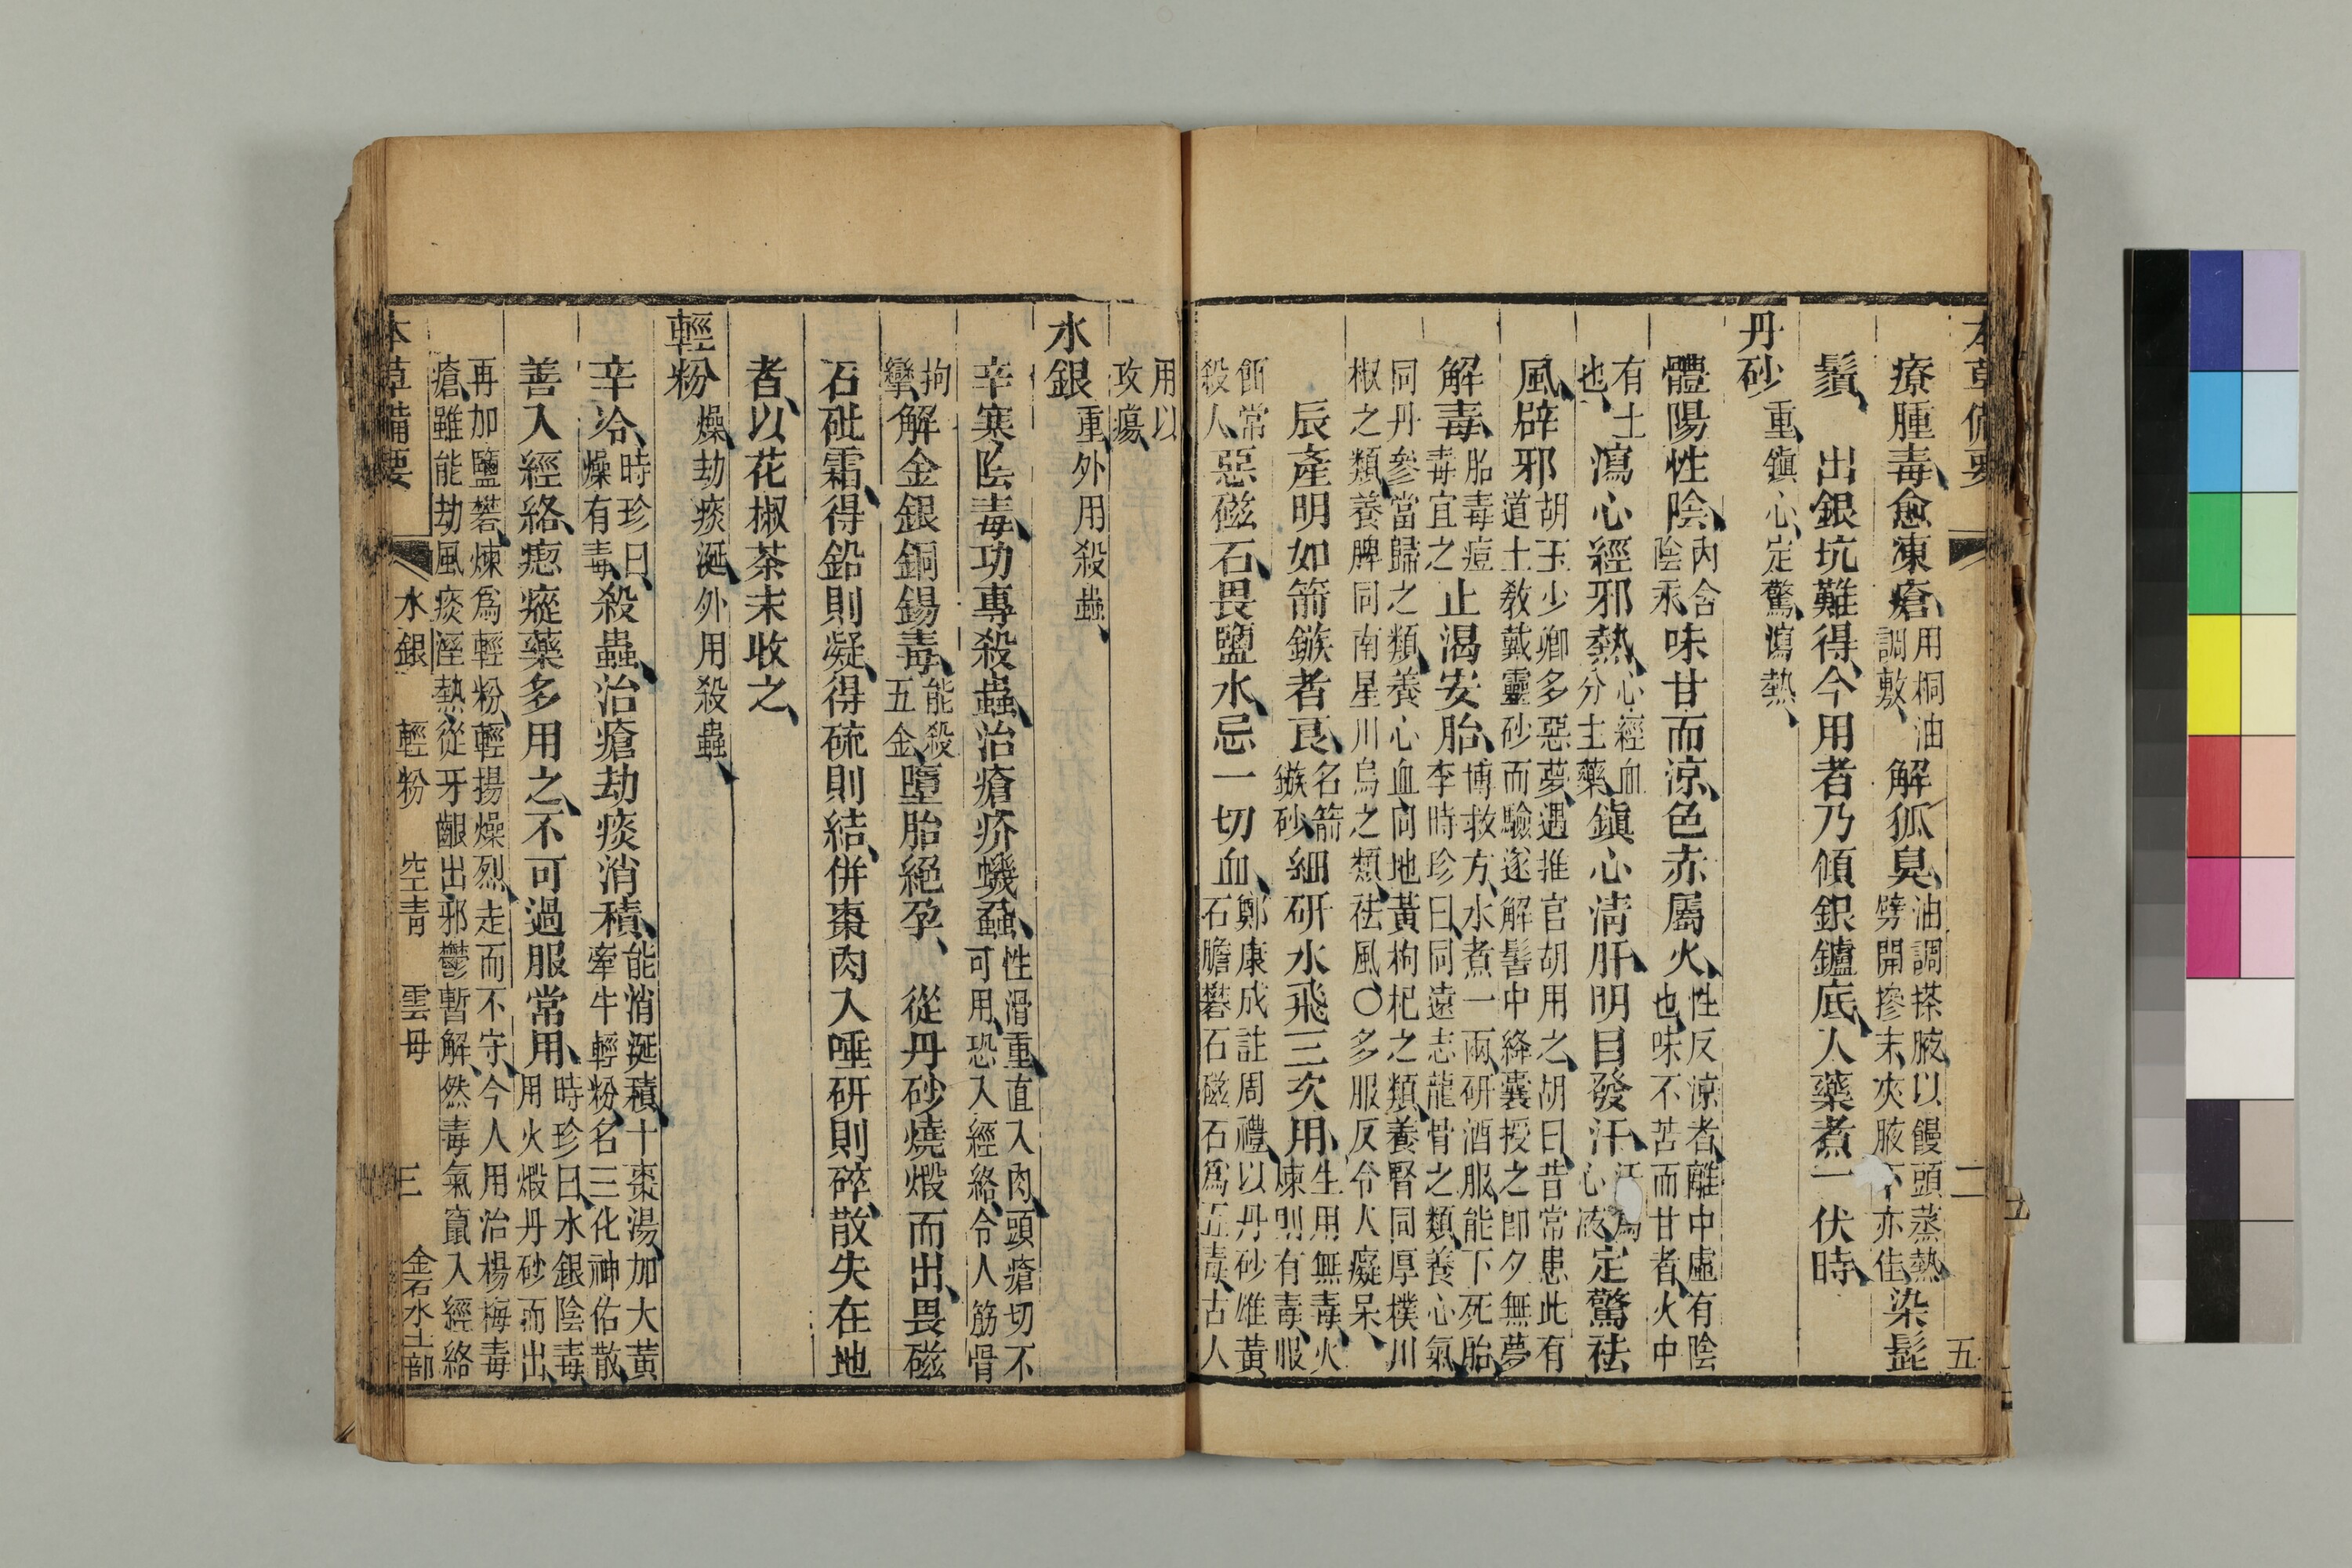 療腫毒、愈凍瘡、用桐油調敷、解狐臭、油調搽腋、以饅頭蒸熱劈開摻末、夾腋亦佳、染髭
鬚、出銀坑難得、今用者乃傾銀鑪底、入藥煮一伏時、
丹砂重、鎮心、定驚、瀉熱、
體陽性陰、內含陰汞味甘而涼、色赤屬火、性反涼者、離中虛有陰也、味不苦而甘者、火中
有土也、瀉心經邪熱、心經血分主藥、鎮心清肝、明目發汗、心液、定驚祛
風、辟邪、胡玉少卿多惡夢、遇推官胡用之、胡曰、昔常患此、有道士教戴靈砂而驗、遂解髻中絳囊授之、卽夕無夢
解毒、胎毒痘毒宜之止渴安胎、博救方、水煮一兩、研酒服、能下死胎、李時珍曰、同遠志龍骨之類、養心氣、
同丹參當歸之類、養心血、同地黃枸杞之類、養腎、同厚樸川椒之類、養脾、同南星川烏之類、祛風、〇多服反令人癡呆、
辰產明如箭鏃者良、名箭鏃砂、細研水飛三次用、生用無毒、火煉則有毒、服
餌常殺人、惡磁石、畏鹽水、忌一切血、鄭康成註周禮、以丹砂雄黃石膽礬石磁石爲五毒、古人
用以攻瘍、
水銀重、外用殺蟲、
辛寒、陰毒、功專殺蟲、治瘡疥蟣蝨、性滑重、直入肉、頭瘡切不可用、恐入經絡、令人筋骨
拘攣、解金銀銅錫毒、能殺五金、墮胎絕孕、從丹砂燒煅而出、畏磁
石砒霜、得鉛則凝、得硫則結、併棗肉入唾研則碎、散失在地
者、以花椒茶末收之、
輕粉燥、劫痰涎、外用殺蟲、
辛冷、時珍曰、燥有毒、殺蟲、治瘡劫痰消積、能消涎積、十棗湯、加大黃牽牛輕粉、名三化神佑散、
善入經絡、瘛瘲藥多用之、不可過服常用、時珍曰、水銀陰毒、用火煅丹砂而出、
再加鹽礬、煉爲輕粉、輕揚燥烈、走而不守、今人用治楊梅毒瘡、雖能劫風痰溼熱、從牙齦出、邪鬱暫解、然毒氣竄入經絡
本草備要 水銀 輕粉 空青 雲母 三 金石水土部